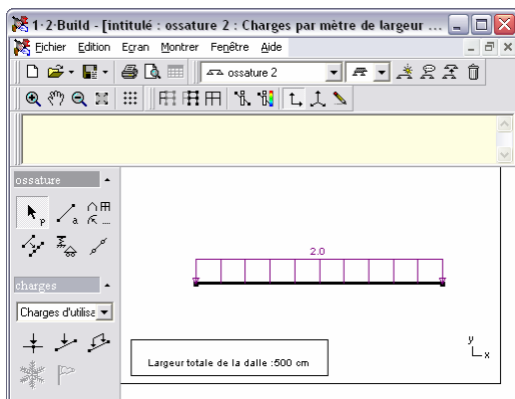 1·2·Build - [intitulé : ossature 2 : Charges par mètre de largeur ...
Fichier Edition Ecran Montrer Fenêtre Aide
ossature 2
ossature
P
a
charges
Charges d'utilisa
2.0
Largeur totale de la dalle :500 cm
y
x